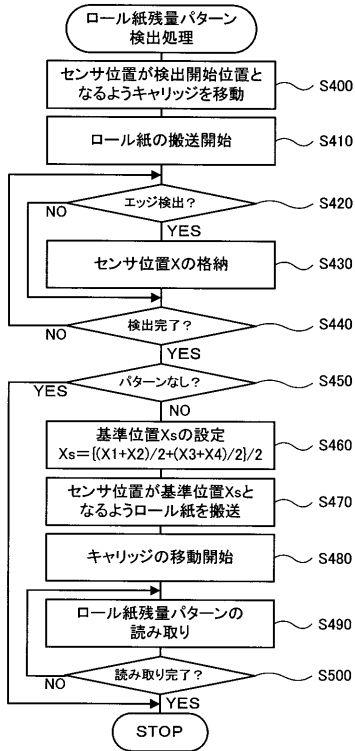 ロール紙残量パターン
検出処理
センサ位置が検出開始位置と
なるようキャリッジを移動
S400
ロール紙の搬送開始
S410
エッジ検出?
S420
NO
YES
センサ位置Xの格納
S430
検出完了?
S440
NO
YES
パターンなし?
S450
YES
NO
基準位置Xsの設定
Xs={(X1+X2)/2+(X3+X4)/2}/2
S460
センサ位置が基準位置Xsと
なるようロール紙を搬送
S470
キャリッジの移動開始
S480
ロール紙残量パターンの
読み取り
S490
読み取り完了?
S500
NO
YES
STOP